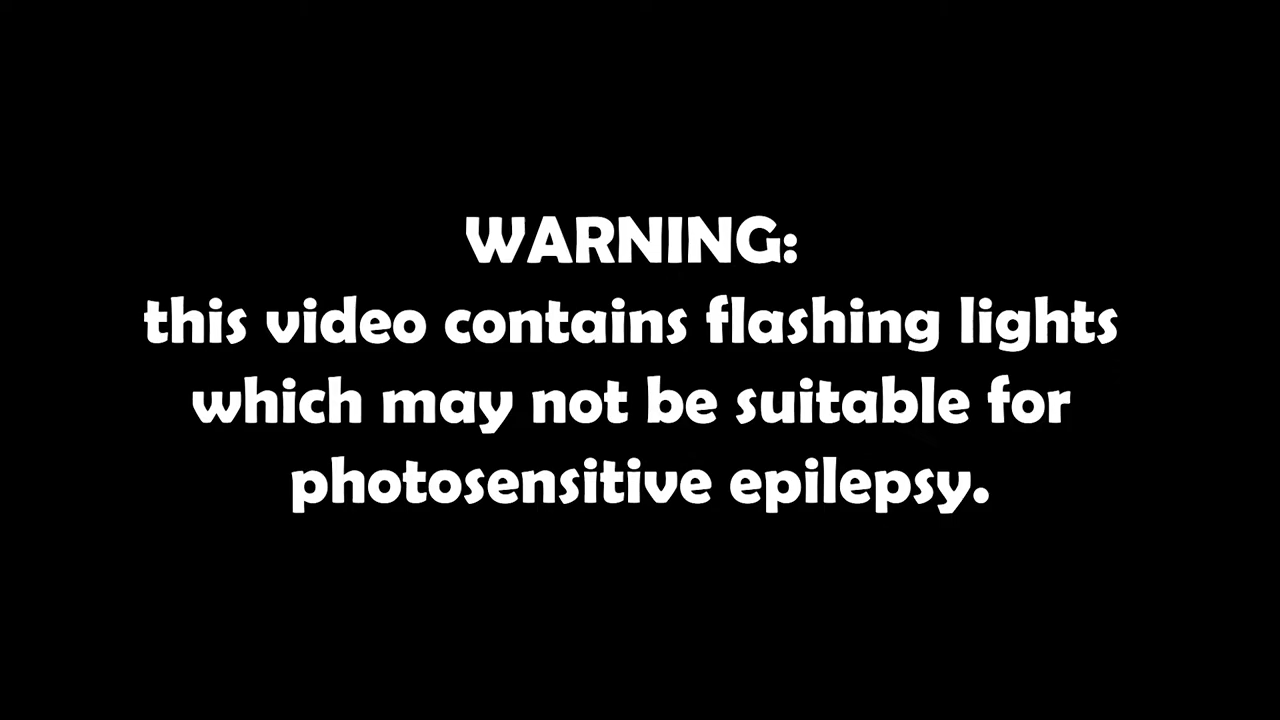 WARNING:
this video contains flashing lights
which may not be suitable for
photosensitive epilepsy.